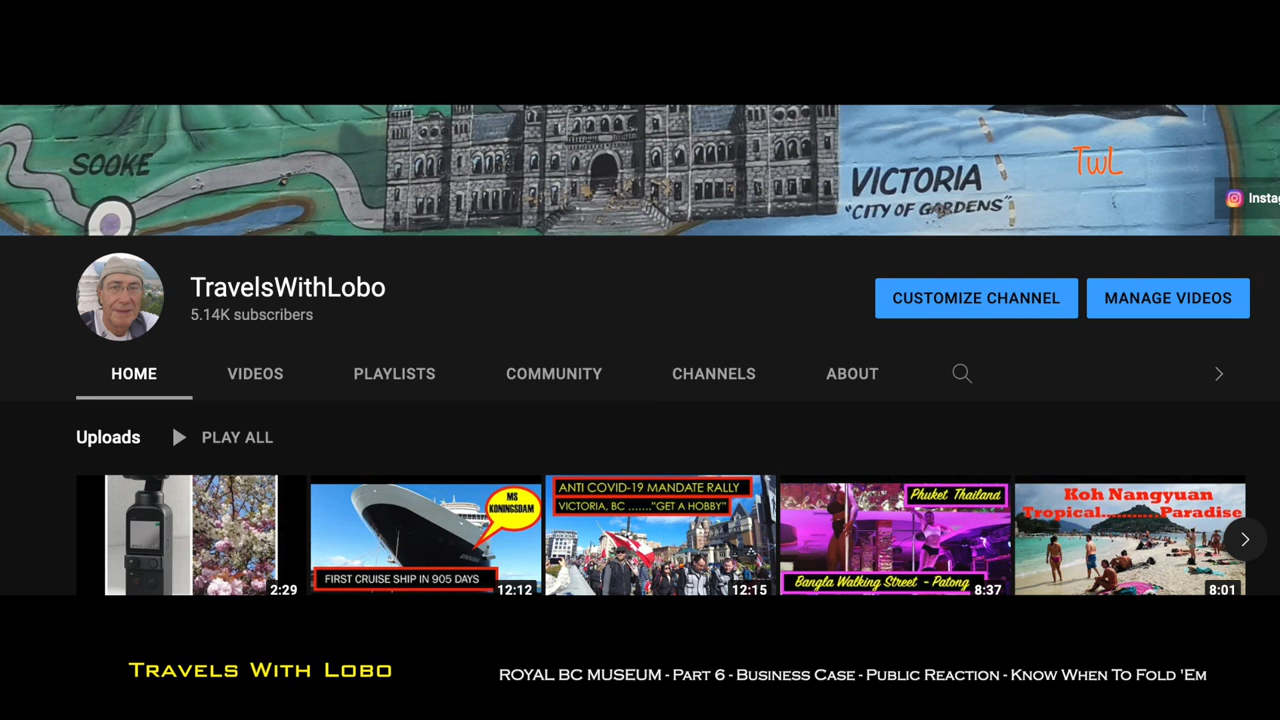 SOOKE
TWL
VICTORIA
"CITY OF GARDENS"
TravelsWithLobo
5.14K subscribers
CUSTOMIZE CHANNEL
MANAGE VIDEOS
HOME
VIDEOS
PLAYLISTS
COMMUNITY
CHANNELS
ABOUT
Uploads
PLAY ALL
2:29
MS
KONINGSDAM
FIRST CRUISE SHIP IN 905 DAYS
12:12
ANTI COVID-19 MANDATE RALLY
VICTORIA, BC ......."GET A HOBBY"
12:15
Phuket Thailand
Bangla Walking Street - Patong
8:37
Koh Nangyuan
Tropical..........Paradise
8:01
TRAVELS WITH LOBO
ROYAL BC MUSEUM - PART 6 - BUSINESS CASE - PUBLIC REACTION - KNOW WHEN TO FOLD 'EM